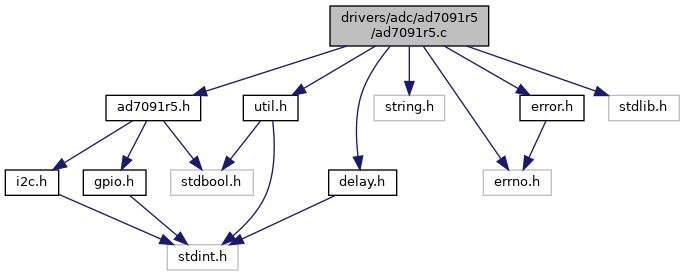 drivers/adc/ad7091r5
/ad7091r5.c
ad7091r5.h
util.h
string.h
error.h
stdlib.h
i2c.h
gpio.h
stdbool.h
delay.h
errno.h
stdint.h